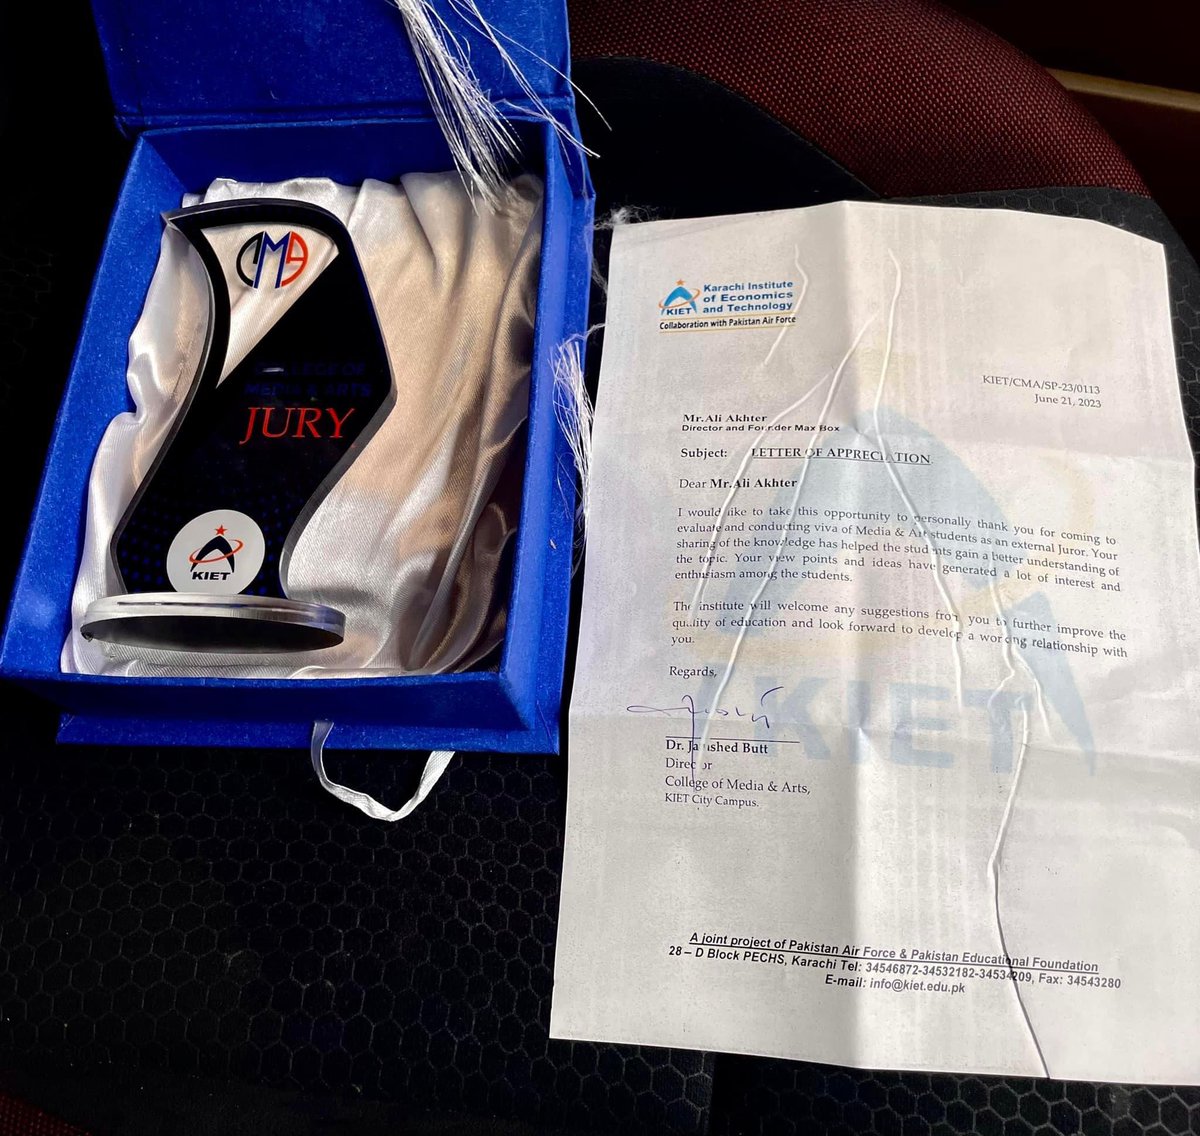 CMA
COLLEGE OF
MEDIA & ARTS
JURY
KIET
Karachi Institute
of Economics
and Technology
KIET
Collaboration with Pakistan Air Force
KIET/CMA/SP-23/0113
June 21, 2023
Mr.Ali Akhter
Director and Founder Max Box
Subject: LETTER OF APPRECIATION
Dear Mr.Ali Akhter
I would like to take this opportunity to personally thank you for coming to
evaluate and conducting viva of Media & Art students as an external Juror. Your
sharing of the knowledge has helped the students gain a better understanding of
the topic. Your view points and ideas have generated a lot of interest and
enthusiasm among the students.
The institute will welcome any suggestions from you to further improve the
quality of education and look forward to develop a working relationship with
you.
Regards,
Dr. Jamshed Butt
Director
College of Media & Arts,
KIET City Campus.
KIET
A joint project of Pakistan Air Force & Pakistan Educational Foundation
28 – D Block PECHS, Karachi Tel: 34546872-34532182-34534209, Fax: 34543280
E-mail: info@kiet.edu.pk